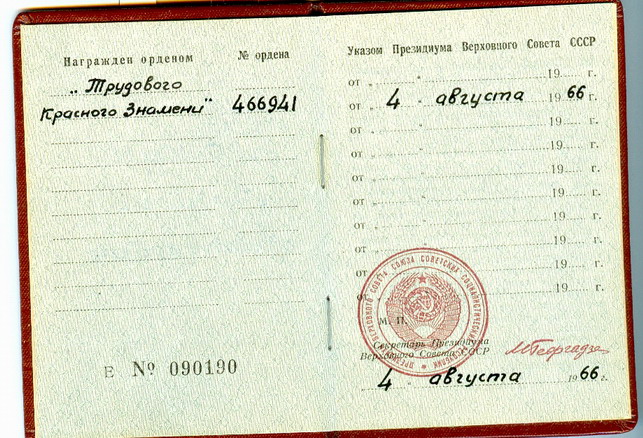 Награжден орденом
№ ордена
„Трудового
Красного Знамени"
466941
Е № 090190
Указом Президиума Верховного Совета СССР
от „ " 19 г.
от „ 4 " августа 1966 г.
от „ " 19 г.
от „ " 19 г.
от „ " 19 г.
от „ " 19 г.
от „ " 19 г.
от „ " 19 г.
от „ " 19 г.
от „ " 19 г.
М. П.
Секретарь Президиума
Верховного Совета СССР
М Георгадзе
4 августа 1966 г.